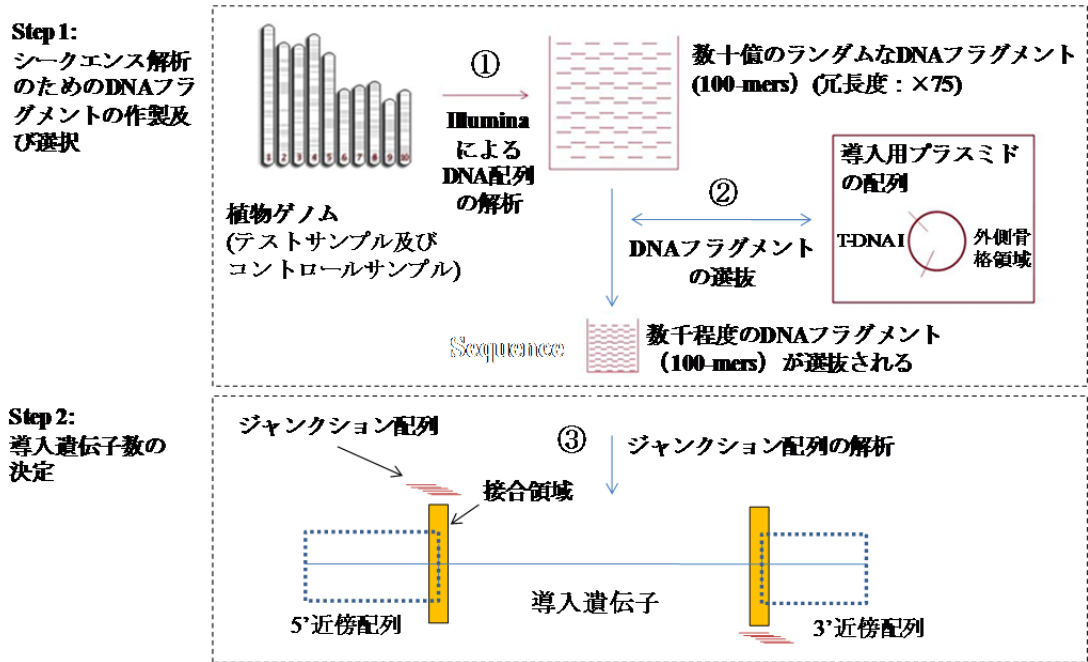 Step 1:
シークエンス解析
のためのDNAフラ
グメントの作製及
び選択
1 2 3 4 5 6 7 8 9 10
植物ゲノム
(テストサンプル及び
コントロールサンプル)
①
Illumina
による
DNA配列
の解析
数十億のランダムなDNAフラグメント
(100-mers) (冗長度：×75)
②
DNAフラグメント
の選抜
導入用プラスミド
の配列
T-DNA I
外側骨
格領域
Sequence
数千程度のDNAフラグメント
（100-mers）が選抜される
Step 2:
導入遺伝子数の
決定
ジャンクション配列
③
ジャンクション配列の解析
接合領域
導入遺伝子
5’近傍配列
3’近傍配列